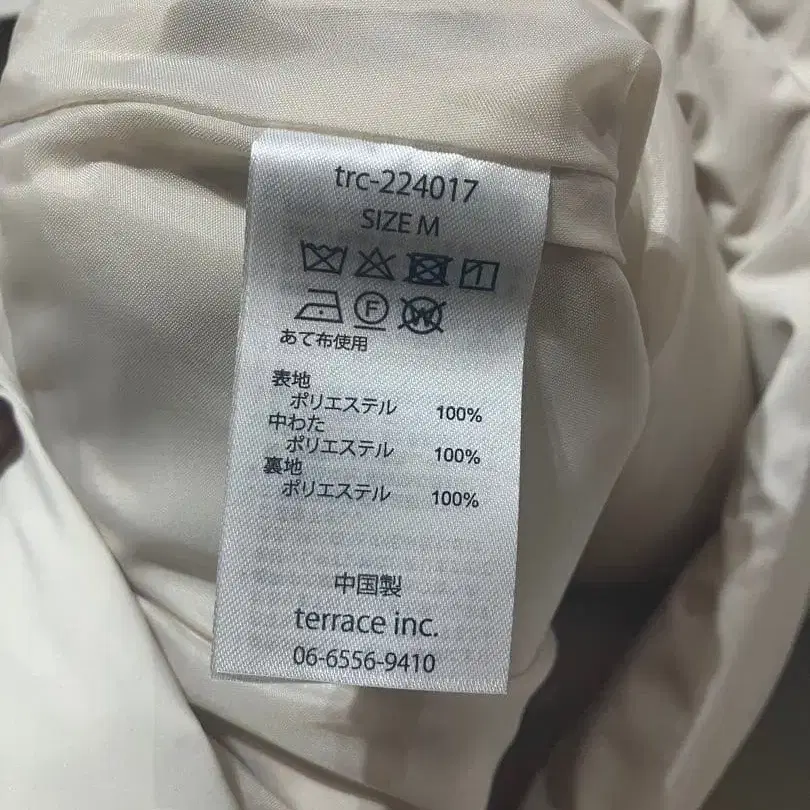 trc-224017
SIZE M
F W
あて布使用
表地
ポリエステル 100%
中わた
ポリエステル 100%
裏地
ポリエステル 100%
中国製
terrace inc.
06-6556-9410